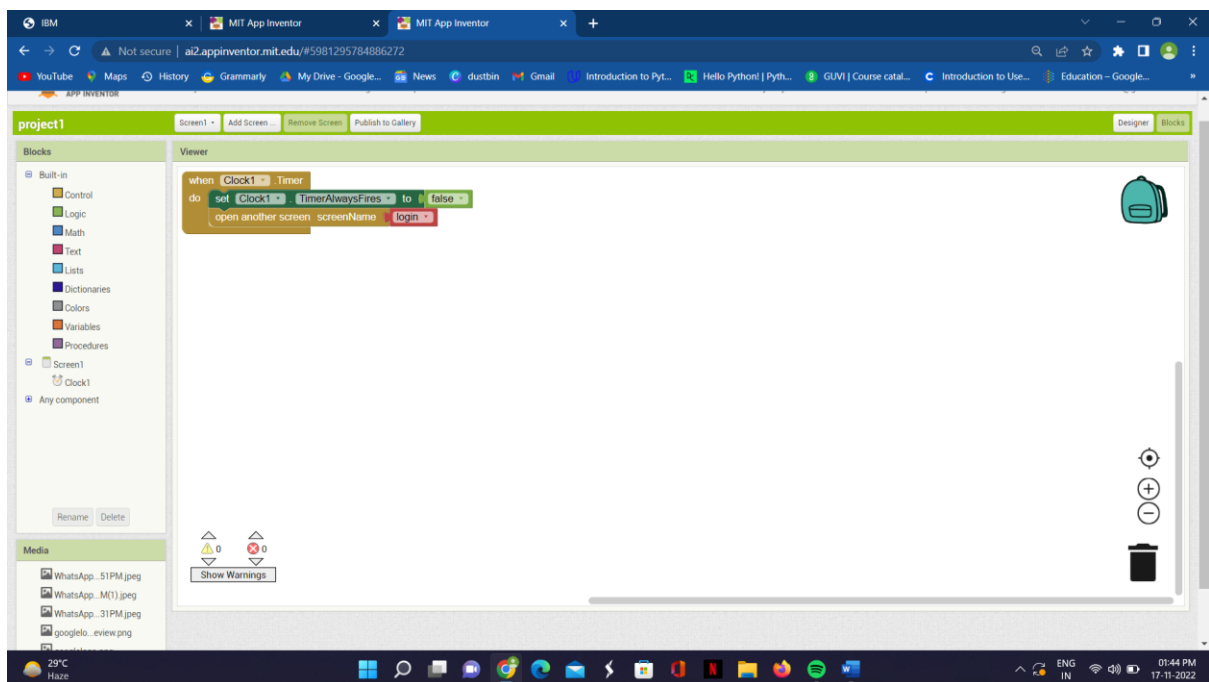 IBM MIT App Inventor MIT App Inventor
Not secure | ai2.appinventor.mit.edu/#5981295784886272
YouTube Maps History Grammarly My Drive - Google... News dustbin Gmail Introduction to Pyt... Hello Python! | Pyth... GUVI | Course catal... Introduction to Use... Education – Google... »
APP INVENTOR
project1 Screen1 Add Screen ... Remove Screen Publish to Gallery Designer Blocks
Blocks Viewer
Built-in
Control
Logic
Math
Text
Lists
Dictionaries
Colors
Variables
Procedures
Screen1
Clock1
Any component
Rename Delete
when Clock1 .Timer
do set Clock1 . TimerAlwaysFires to false
open another screen screenName login
0 0
Show Warnings
Media
WhatsApp...51PM.jpeg
WhatsApp...M(1).jpeg
WhatsApp...31PM.jpeg
googlelo...eview.png
29°C
Haze
ENG
IN
01:44 PM
17-11-2022